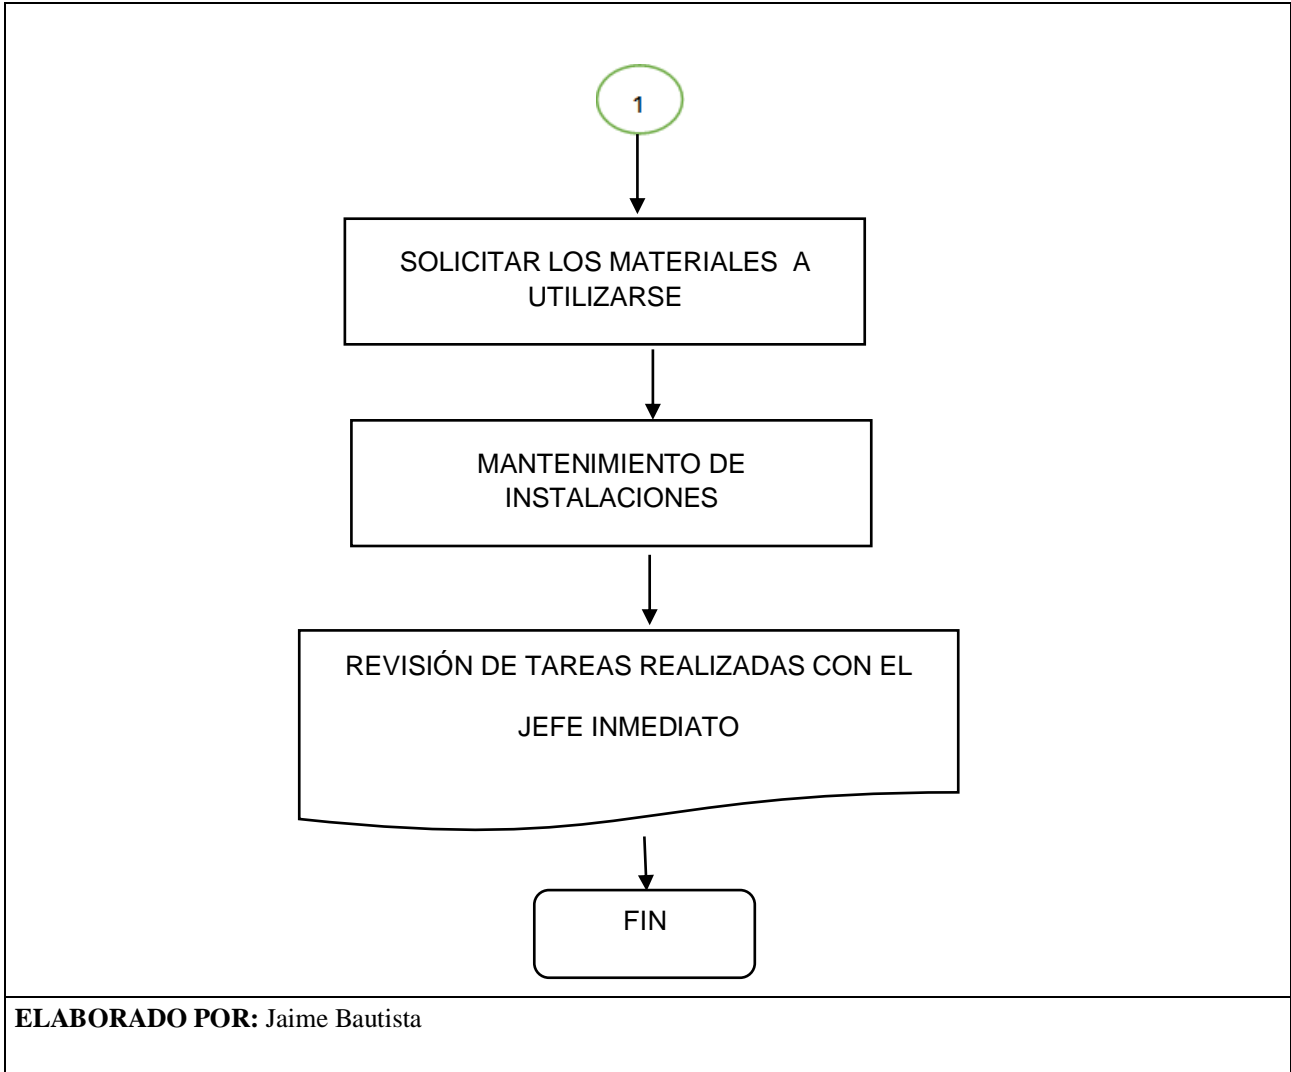 1
SOLICITAR LOS MATERIALES A
UTILIZARSE
MANTENIMIENTO DE
INSTALACIONES
REVISIÓN DE TAREAS REALIZADAS CON EL
JEFE INMEDIATO
FIN
ELABORADO POR: Jaime Bautista